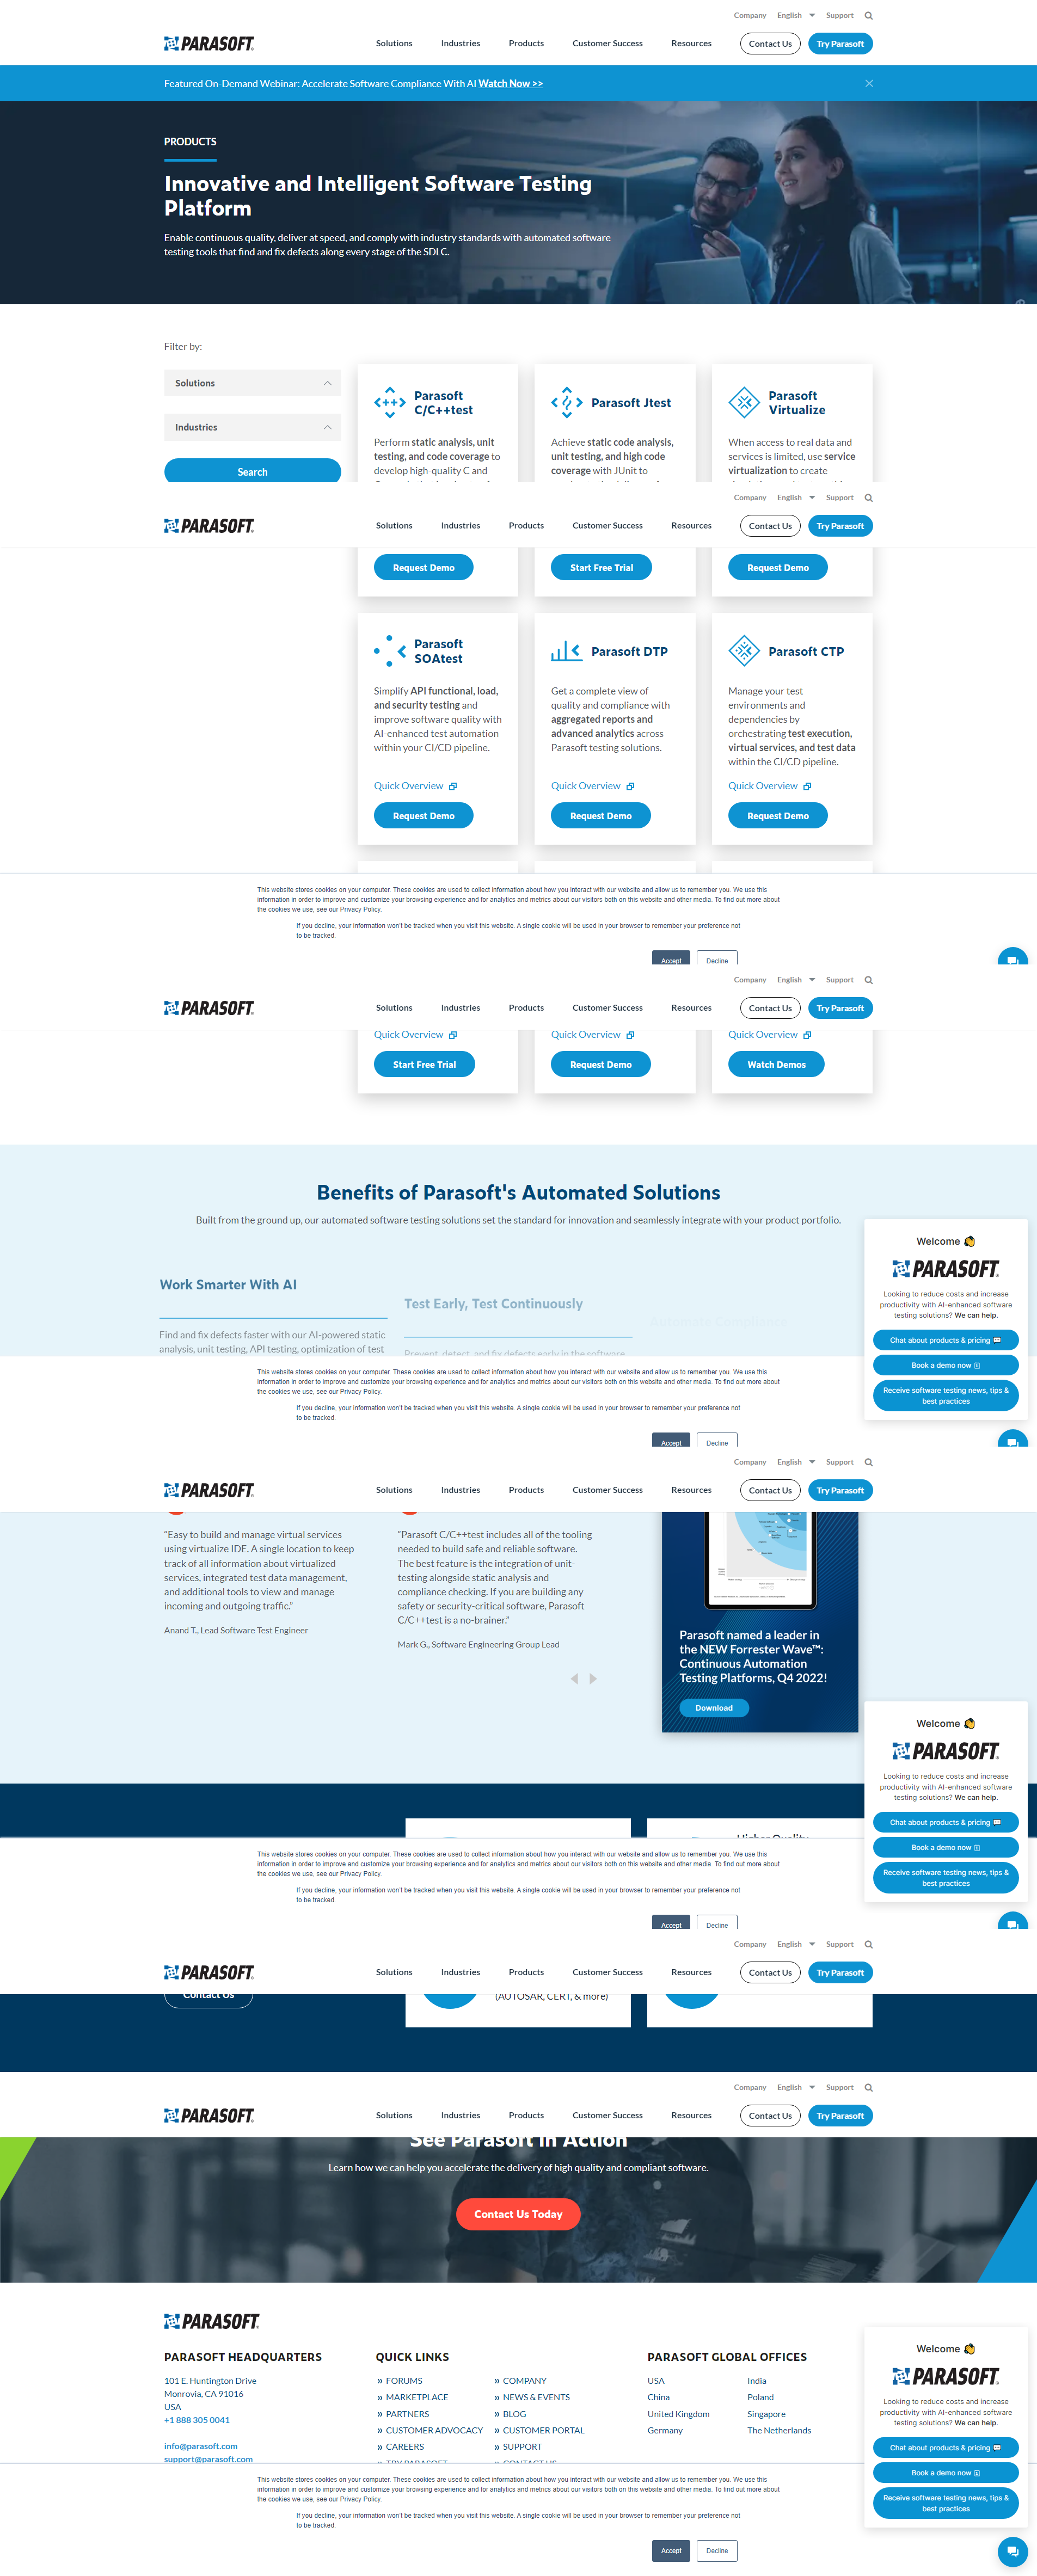 Company English Support
PARASOFT
Solutions Industries Products Customer Success Resources Contact Us Try Parasoft
Featured On-Demand Webinar: Accelerate Software Compliance With AI Watch Now >>
PRODUCTS
Innovative and Intelligent Software Testing
Platform
Enable continuous quality, deliver at speed, and comply with industry standards with automated software
testing tools that find and fix defects along every stage of the SDLC.
Filter by:
Solutions
Industries
Search
Parasoft
C/C++test
Perform static analysis, unit
testing, and code coverage to
develop high-quality C and
Parasoft Jtest
Achieve static code analysis,
unit testing, and high code
coverage with JUnit to
Parasoft
Virtualize
When access to real data and
services is limited, use service
virtualization to create
Company English Support
PARASOFT
Solutions Industries Products Customer Success Resources Contact Us Try Parasoft
Request Demo
Start Free Trial
Request Demo
Parasoft
SOAtest
Simplify API functional, load,
and security testing and
improve software quality with
AI-enhanced test automation
within your CI/CD pipeline.
Quick Overview
Request Demo
Parasoft DTP
Get a complete view of
quality and compliance with
aggregated reports and
advanced analytics across
Parasoft testing solutions.
Quick Overview
Request Demo
Parasoft CTP
Manage your test
environments and
dependencies by
orchestrating test execution,
virtual services, and test data
within the CI/CD pipeline.
Quick Overview
Request Demo
This website stores cookies on your computer. These cookies are used to collect information about how you interact with our website and allow us to remember you. We use this
information in order to improve and customize your browsing experience and for analytics and metrics about our visitors both on this website and other media. To find out more about
the cookies we use, see our Privacy Policy.
If you decline, your information won't be tracked when you visit this website. A single cookie will be used in your browser to remember your preference not
to be tracked.
Accept Decline
Company English Support
PARASOFT
Solutions Industries Products Customer Success Resources Contact Us Try Parasoft
Quick Overview Quick Overview Quick Overview
Start Free Trial Request Demo Watch Demos
Benefits of Parasoft's Automated Solutions
Built from the ground up, our automated software testing solutions set the standard for innovation and seamlessly integrate with your product portfolio.
Work Smarter With AI
Find and fix defects faster with our AI-powered static
analysis, unit testing, API testing, optimization of test
Test Early, Test Continuously
Prevent, detect, and fix defects early in the software
Automate Compliance
Welcome
PARASOFT
Looking to reduce costs and increase
productivity with AI-enhanced software
testing solutions? We can help.
Chat about products & pricing
Book a demo now
Receive software testing news, tips &
best practices
This website stores cookies on your computer. These cookies are used to collect information about how you interact with our website and allow us to remember you. We use this
information in order to improve and customize your browsing experience and for analytics and metrics about our visitors both on this website and other media. To find out more about
the cookies we use, see our Privacy Policy.
If you decline, your information won't be tracked when you visit this website. A single cookie will be used in your browser to remember your preference not
to be tracked.
Accept Decline
Company English Support
PARASOFT
Solutions Industries Products Customer Success Resources Contact Us Try Parasoft
"Easy to build and manage virtual services
using virtualize IDE. A single location to keep
track of all information about virtualized
services, integrated test data management,
and additional tools to view and manage
incoming and outgoing traffic."
Anand T., Lead Software Test Engineer
"Parasoft C/C++test includes all of the tooling
needed to build safe and reliable software.
The best feature is the integration of unit-
testing alongside static analysis and
compliance checking. If you are building any
safety or security-critical software, Parasoft
C/C++test is a no-brainer."
Mark G., Software Engineering Group Lead
Parasoft named a leader in
the NEW Forrester Wave™:
Continuous Automation
Testing Platforms, Q4 2022!
Download
Welcome
PARASOFT
Looking to reduce costs and increase
productivity with AI-enhanced software
testing solutions? We can help.
Chat about products & pricing
Book a demo now
Receive software testing news, tips &
best practices
Higher Quality
This website stores cookies on your computer. These cookies are used to collect information about how you interact with our website and allow us to remember you. We use this
information in order to improve and customize your browsing experience and for analytics and metrics about our visitors both on this website and other media. To find out more about
the cookies we use, see our Privacy Policy.
If you decline, your information won't be tracked when you visit this website. A single cookie will be used in your browser to remember your preference not
to be tracked.
Accept Decline
Company English Support
PARASOFT
Solutions Industries Products Customer Success Resources Contact Us Try Parasoft
Contact Us
(AUTOSAR, CERT, & more)
Company English Support
PARASOFT
Solutions Industries Products Customer Success Resources Contact Us Try Parasoft
See Parasoft in Action
Learn how we can help you accelerate the delivery of high quality and compliant software.
Contact Us Today
PARASOFT
PARASOFT HEADQUARTERS
101 E. Huntington Drive
Monrovia, CA 91016
USA
+1 888 305 0041
info@parasoft.com
support@parasoft.com
QUICK LINKS
» FORUMS
» MARKETPLACE
» PARTNERS
» CUSTOMER ADVOCACY
» CAREERS
» TRY PARASOFT
» COMPANY
» NEWS & EVENTS
» BLOG
» CUSTOMER PORTAL
» SUPPORT
» CONTACT US
PARASOFT GLOBAL OFFICES
USA
China
United Kingdom
Germany
India
Poland
Singapore
The Netherlands
Welcome
PARASOFT
Looking to reduce costs and increase
productivity with AI-enhanced software
testing solutions? We can help.
Chat about products & pricing
Book a demo now
Receive software testing news, tips &
best practices
This website stores cookies on your computer. These cookies are used to collect information about how you interact with our website and allow us to remember you. We use this
information in order to improve and customize your browsing experience and for analytics and metrics about our visitors both on this website and other media. To find out more about
the cookies we use, see our Privacy Policy.
If you decline, your information won't be tracked when you visit this website. A single cookie will be used in your browser to remember your preference not
to be tracked.
Accept Decline